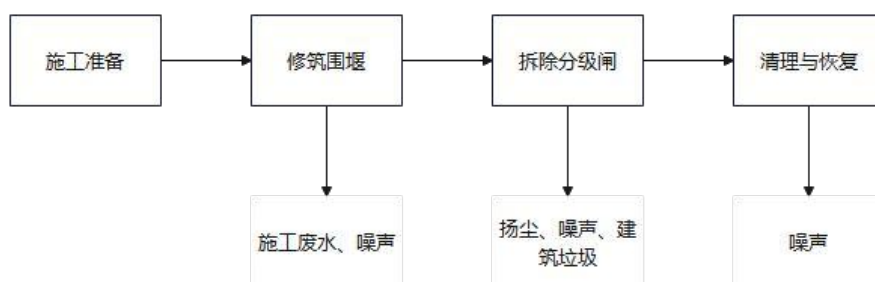 施工准备
修筑围堰
拆除分级闸
清理与恢复
施工废水、噪声
扬尘、噪声、建
筑垃圾
噪声